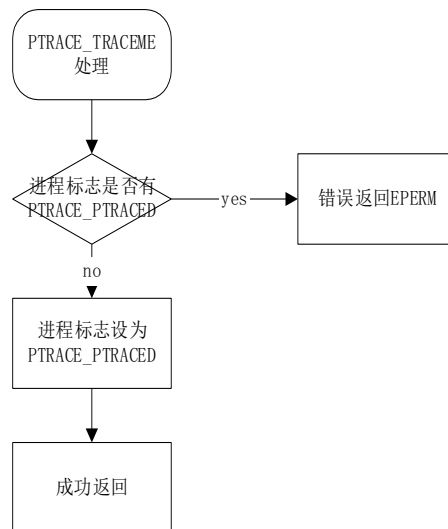 PTRACE_TRACEME
处理
进程标志是否有
PTRACE_PTRACED
yes
错误返回EPERM
no
进程标志设为
PTRACE_PTRACED
成功返回